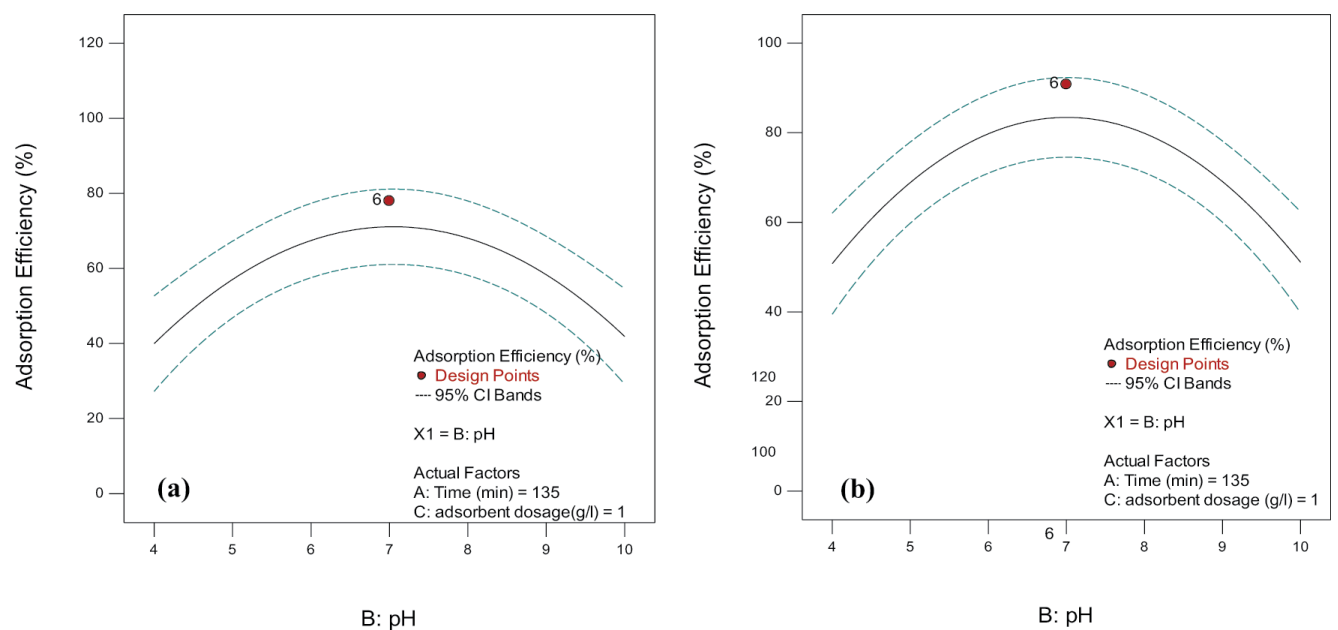 Adsorption Efficiency (%)
120
100
80
60
40
20
0
6
Adsorption Efficiency (%)
Design Points
---- 95% CI Bands
X1 = B: pH
Actual Factors
A: Time (min) = 135
C: adsorbent dosage(g/l) = 1
(a)
4 5 6 7 8 9 10
B: pH
Adsorption Efficiency (%)
100
80
60
40
120
20
100
0
6
Adsorption Efficiency (%)
Design Points
---- 95% CI Bands
X1 = B: pH
Actual Factors
A: Time (min) = 135
C: adsorbent dosage (g/l) = 1
(b)
6
4 5 6 7 8 9 10
B: pH